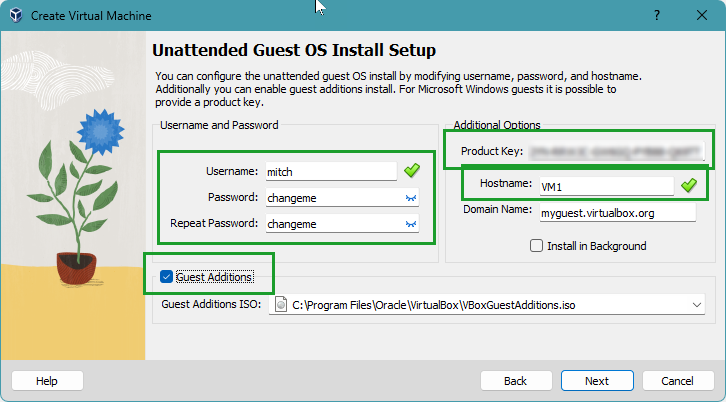 Create Virtual Machine
Unattended Guest OS Install Setup
You can configure the unattended guest OS install by modifying username, password, and hostname.
Additionally you can enable guest additions install. For Microsoft Windows guests it is possible to
provide a product key.
Username and Password
Username: mitch
Password: changeme
Repeat Password: changeme
Additional Options
Product Key:
Hostname: VM1
Domain Name: myguest.virtualbox.org
Install in Background
Guest Additions
Guest Additions ISO: C:\Program Files\Oracle\VirtualBox\VBoxGuestAdditions.iso
Help
Back
Next
Cancel